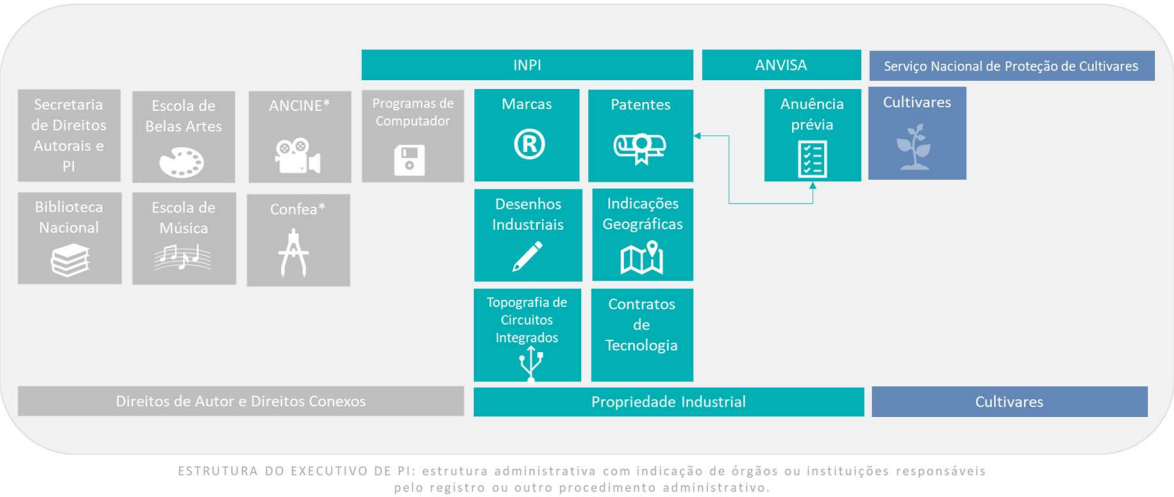 INPI
ANVISA
Serviço Nacional de Proteção de Cultivares
Secretaria
de Direitos
Autorais e
PI
Escola de
Belas Artes
ANCINE*
Programas de
Computador
Marcas
®
Patentes
Anuência
prévia
Cultivares
Biblioteca
Nacional
Escola de
Música
Confea*
Desenhos
Industriais
Indicações
Geográficas
Topografia de
Circuitos
Integrados
Contratos
de
Tecnologia
Direitos de Autor e Direitos Conexos
Propriedade Industrial
Cultivares
ESTRUTURA DO EXECUTIVO DE PI: estrutura administrativa com indicação de órgãos ou instituições responsáveis
pelo registro ou outro procedimento administrativo.